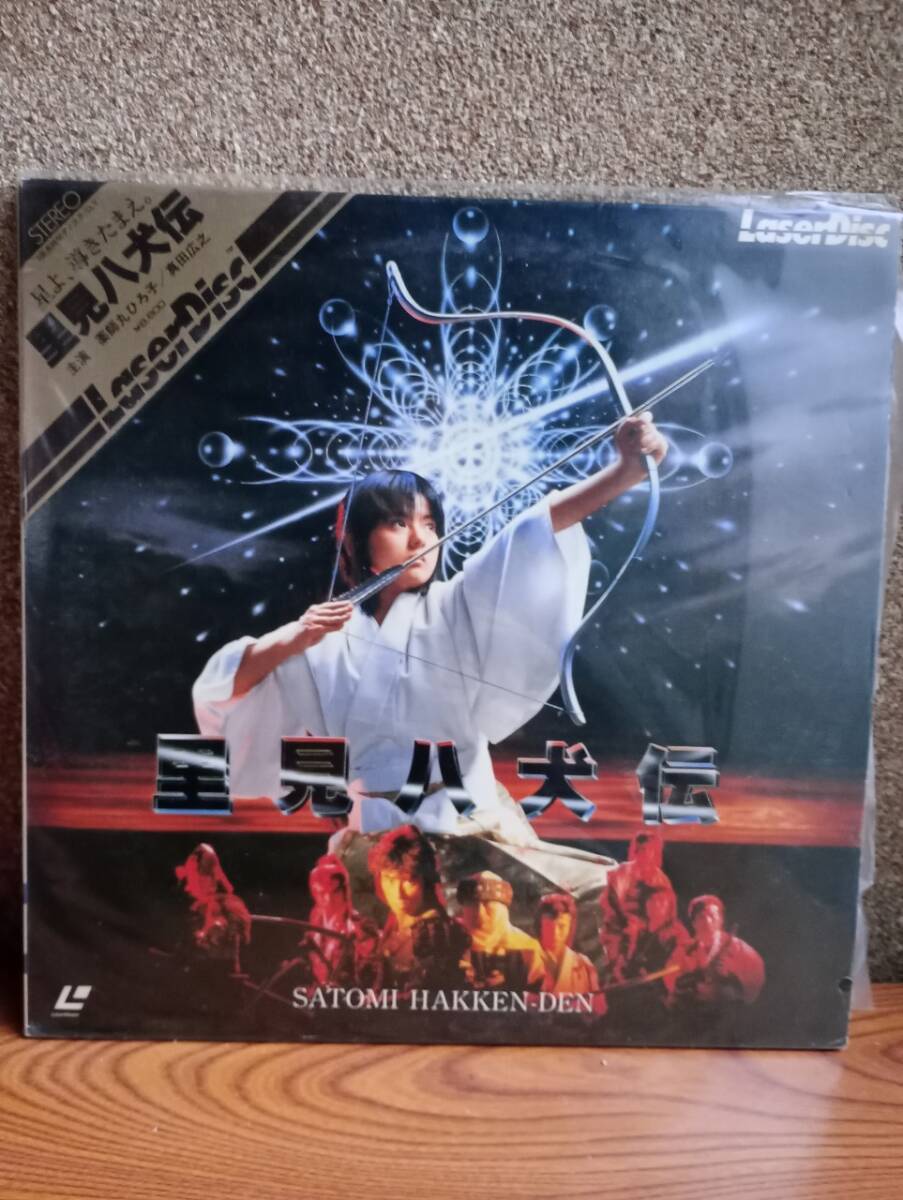 STEREO
星よ、導きたまえ。
里見八犬伝
主演 薬師丸ひろ子/真田広之
LaserDisc
LaserDisc
里見八犬伝
SATOMI HAKKEN-DEN